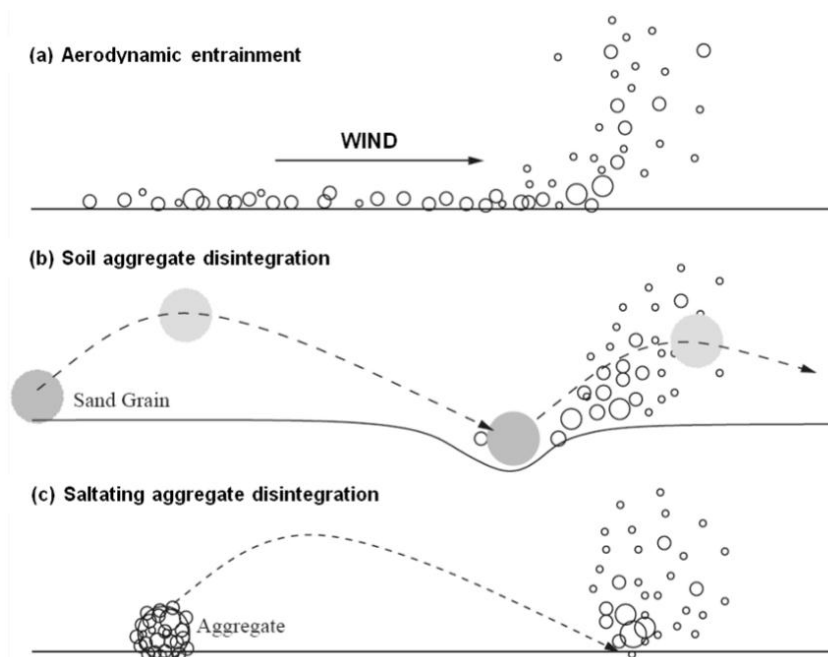 (a) Aerodynamic entrainment
WIND
(b) Soil aggregate disintegration
Sand Grain
(c) Saltating aggregate disintegration
Aggregate